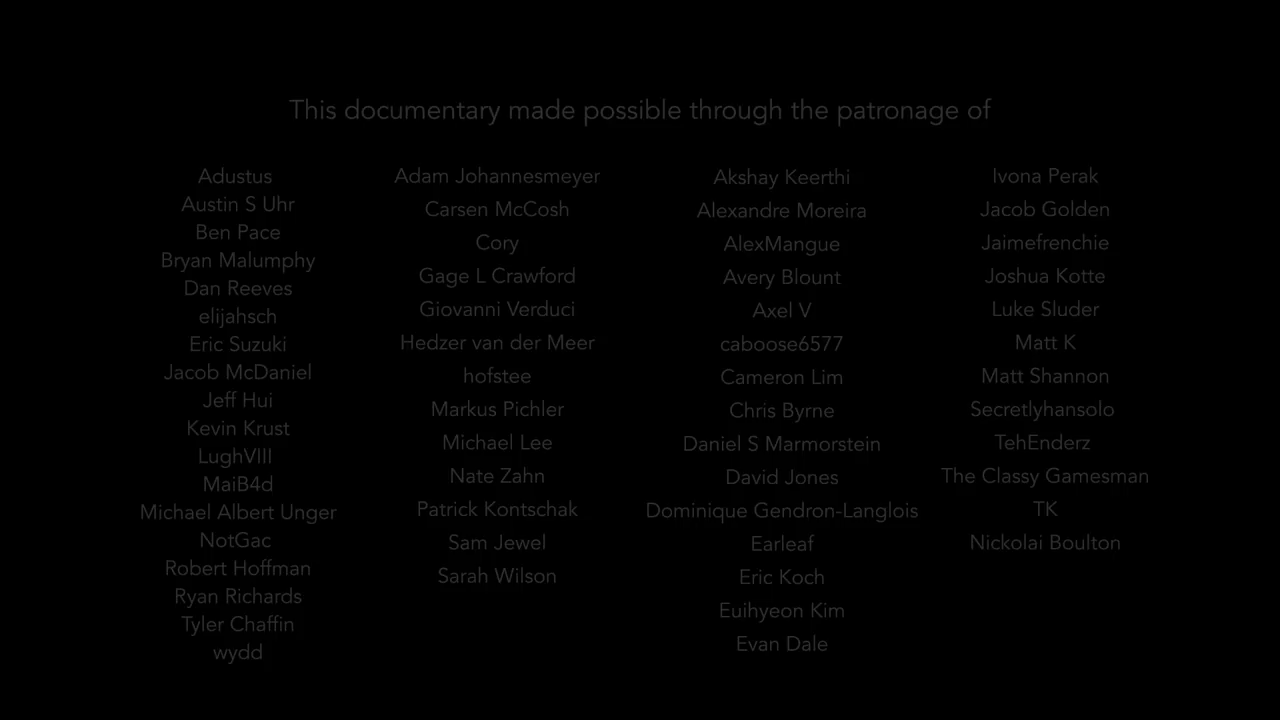 This documentary made possible through the patronage of
Adustus
Austin S Uhr
Ben Pace
Bryan Malumphy
Dan Reeves
elijahsch
Eric Suzuki
Jacob McDaniel
Jeff Hui
Kevin Krust
LughVIII
MaiB4d
Michael Albert Unger
NotGac
Robert Hoffman
Ryan Richards
Tyler Chaffin
wydd
Adam Johannesmeyer
Carsen McCosh
Cory
Gage L Crawford
Giovanni Verduci
Hedzer van der Meer
hofstee
Markus Pichler
Michael Lee
Nate Zahn
Patrick Kontschak
Sam Jewel
Sarah Wilson
Akshay Keerthi
Alexandre Moreira
AlexMangue
Avery Blount
Axel V
caboose6577
Cameron Lim
Chris Byrne
Daniel S Marmorstein
David Jones
Dominique Gendron-Langlois
Earleaf
Eric Koch
Euihyeon Kim
Evan Dale
Ivona Perak
Jacob Golden
Jaimefrenchie
Joshua Kotte
Luke Sluder
Matt K
Matt Shannon
Secretlyhansolo
TehEnderz
The Classy Gamesman
TK
Nickolai Boulton